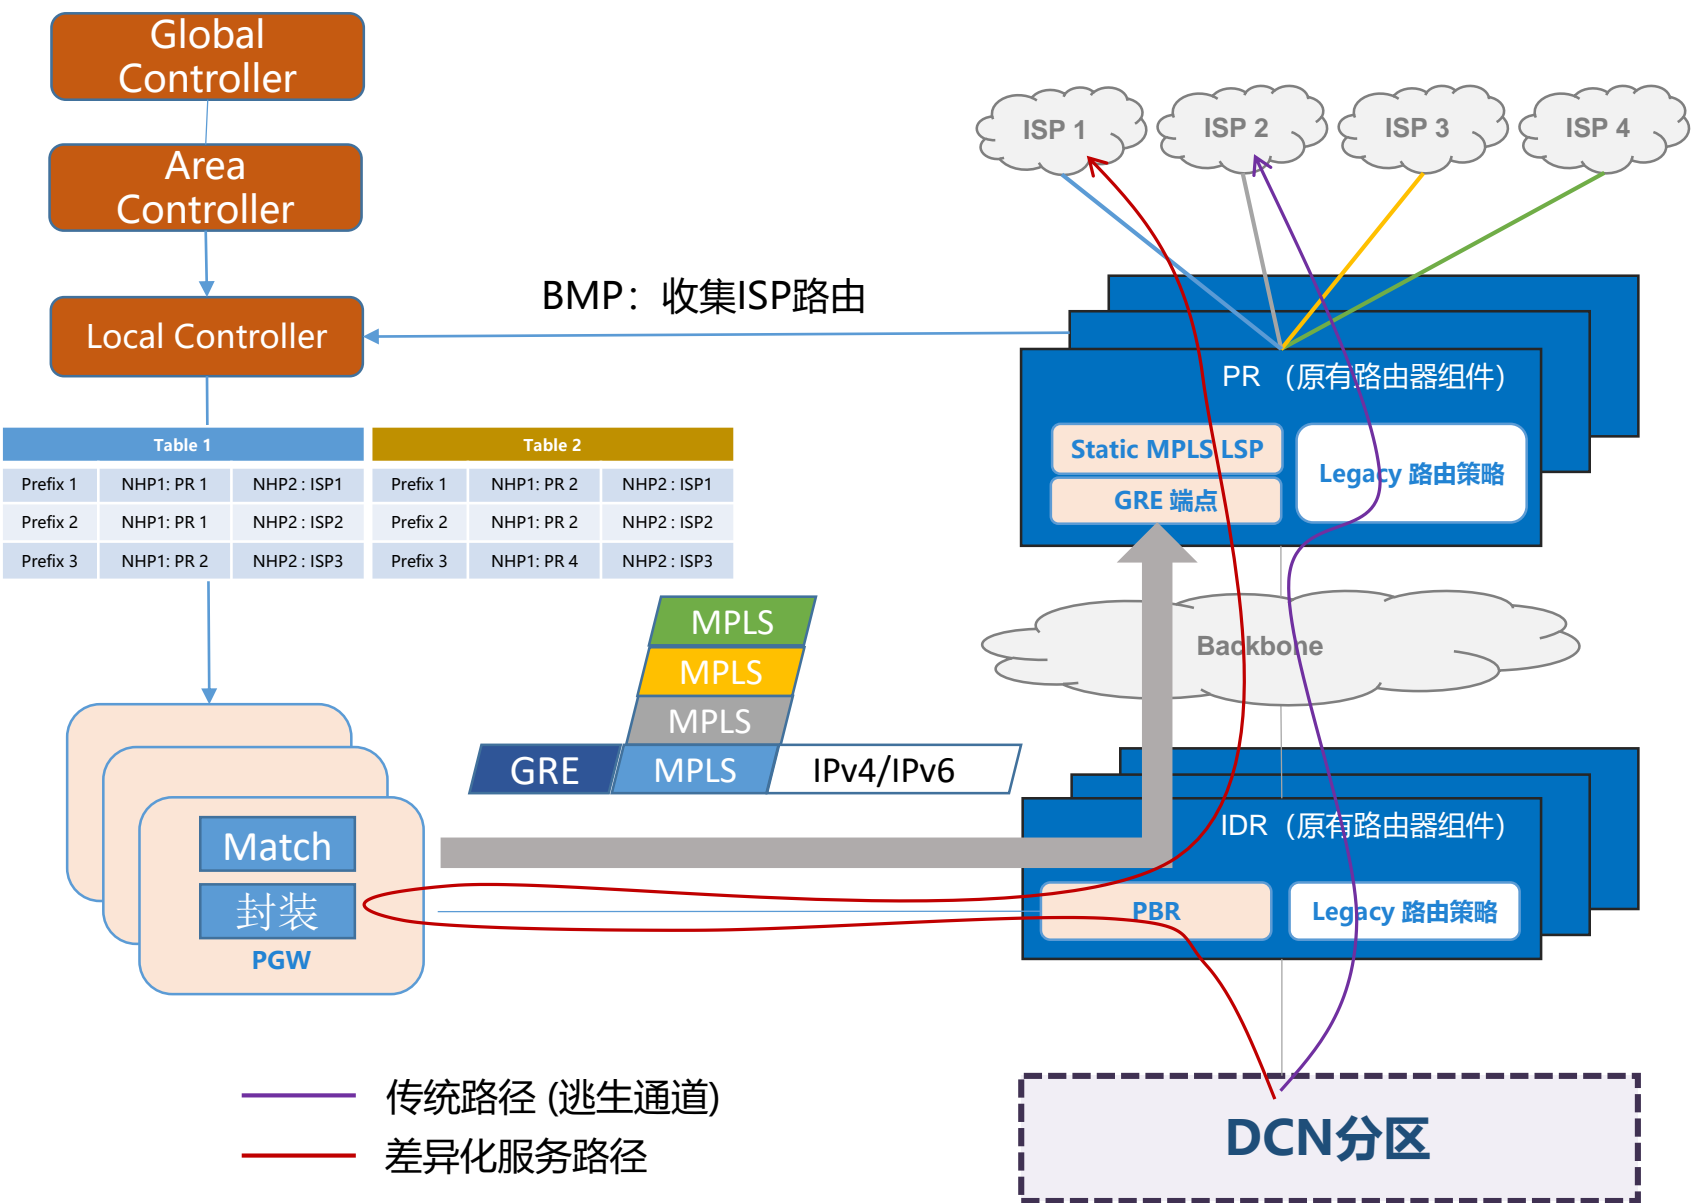 Global
Controller
Area
Controller
Local Controller
BMP：收集ISP路由
ISP 1
ISP 2
ISP 3
ISP 4
PR （原有路由器组件）
Static MPLS LSP
GRE 端点
Legacy 路由策略
Table 1
Prefix 1 NHP1: PR 1 NHP2 : ISP1
Prefix 2 NHP1: PR 1 NHP2 : ISP2
Prefix 3 NHP1: PR 2 NHP2 : ISP3
Table 2
Prefix 1 NHP1: PR 2 NHP2 : ISP1
Prefix 2 NHP1: PR 2 NHP2 : ISP2
Prefix 3 NHP1: PR 4 NHP2 : ISP3
MPLS
MPLS
MPLS
GRE MPLS IPv4/IPv6
Backbone
Match
封装
PGW
IDR（原有路由器组件）
PBR
Legacy 路由策略
传统路径 (逃生通道)
差异化服务路径
DCN分区